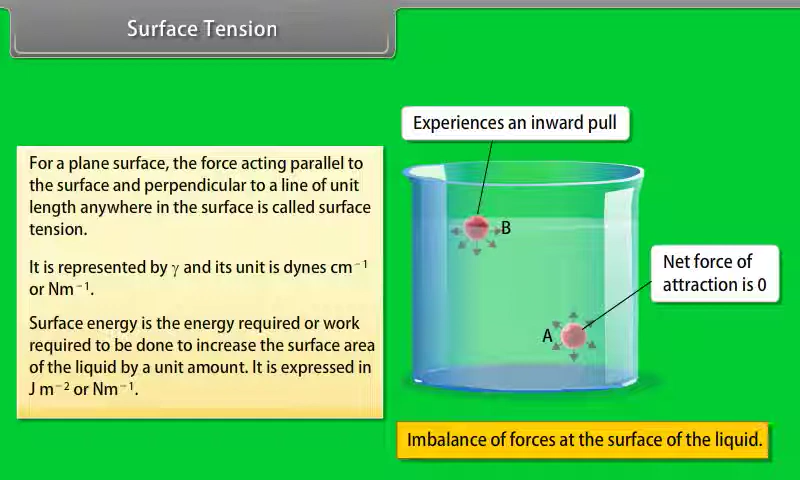 Surface Tension
Experiences an inward pull
For a plane surface, the force acting parallel to
the surface and perpendicular to a line of unit
length anywhere in the surface is called surface
tension.
It is represented by γ and its unit is dynes cm⁻¹
or Nm⁻¹.
Surface energy is the energy required or work
required to be done to increase the surface area
of the liquid by a unit amount. It is expressed in
J m⁻² or Nm⁻¹.
B
Net force of
attraction is 0
A
Imbalance of forces at the surface of the liquid.